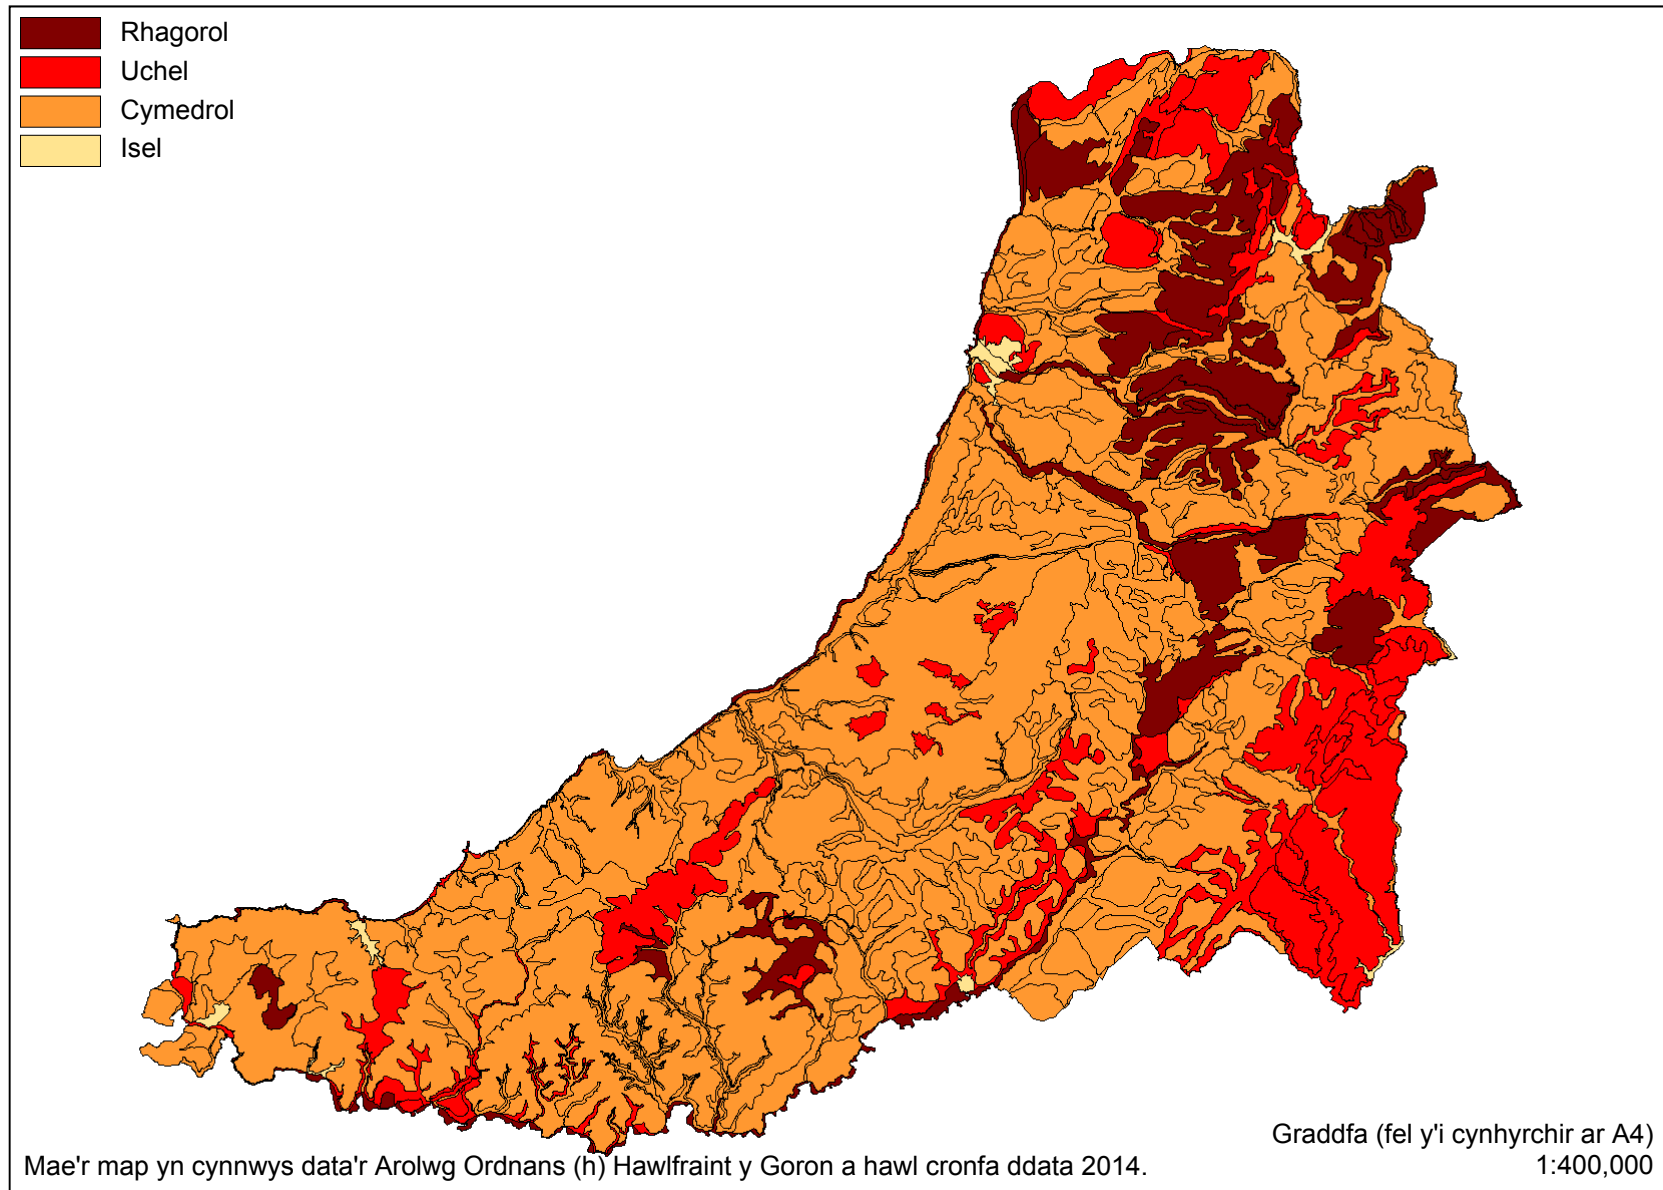 Rhagorol
Uchel
Cymedrol
Isel
Graddfa (fel y'i cynhyrchir ar A4)
Mae'r map yn cynnwys data'r Arolwg Ordnans (h) Hawlfraint y Goron a hawl cronfa ddata 2014.
1:400,000